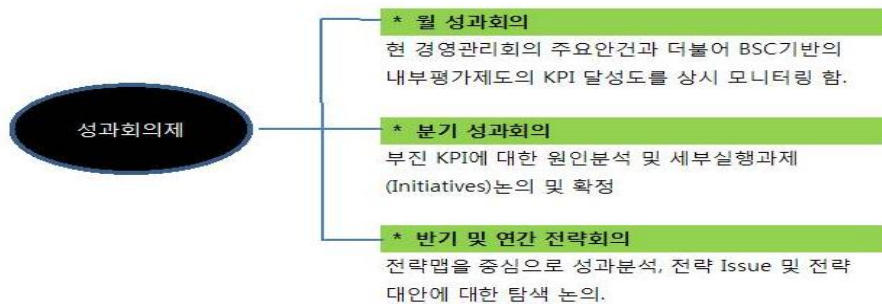 * 월 성과회의
현 경영관리회의 주요안건과 더불어 BSC기반의
내부평가제도의 KPI 달성도를 상시 모니터링 함.
성과회의제
* 분기 성과회의
부진 KPI에 대한 원인분석 및 세부실행과제
(Initiatives)논의 및 확정
* 반기 및 연간 전략회의
전략맵을 중심으로 성과분석, 전략 Issue 및 전략
대안에 대한 탐색 논의.